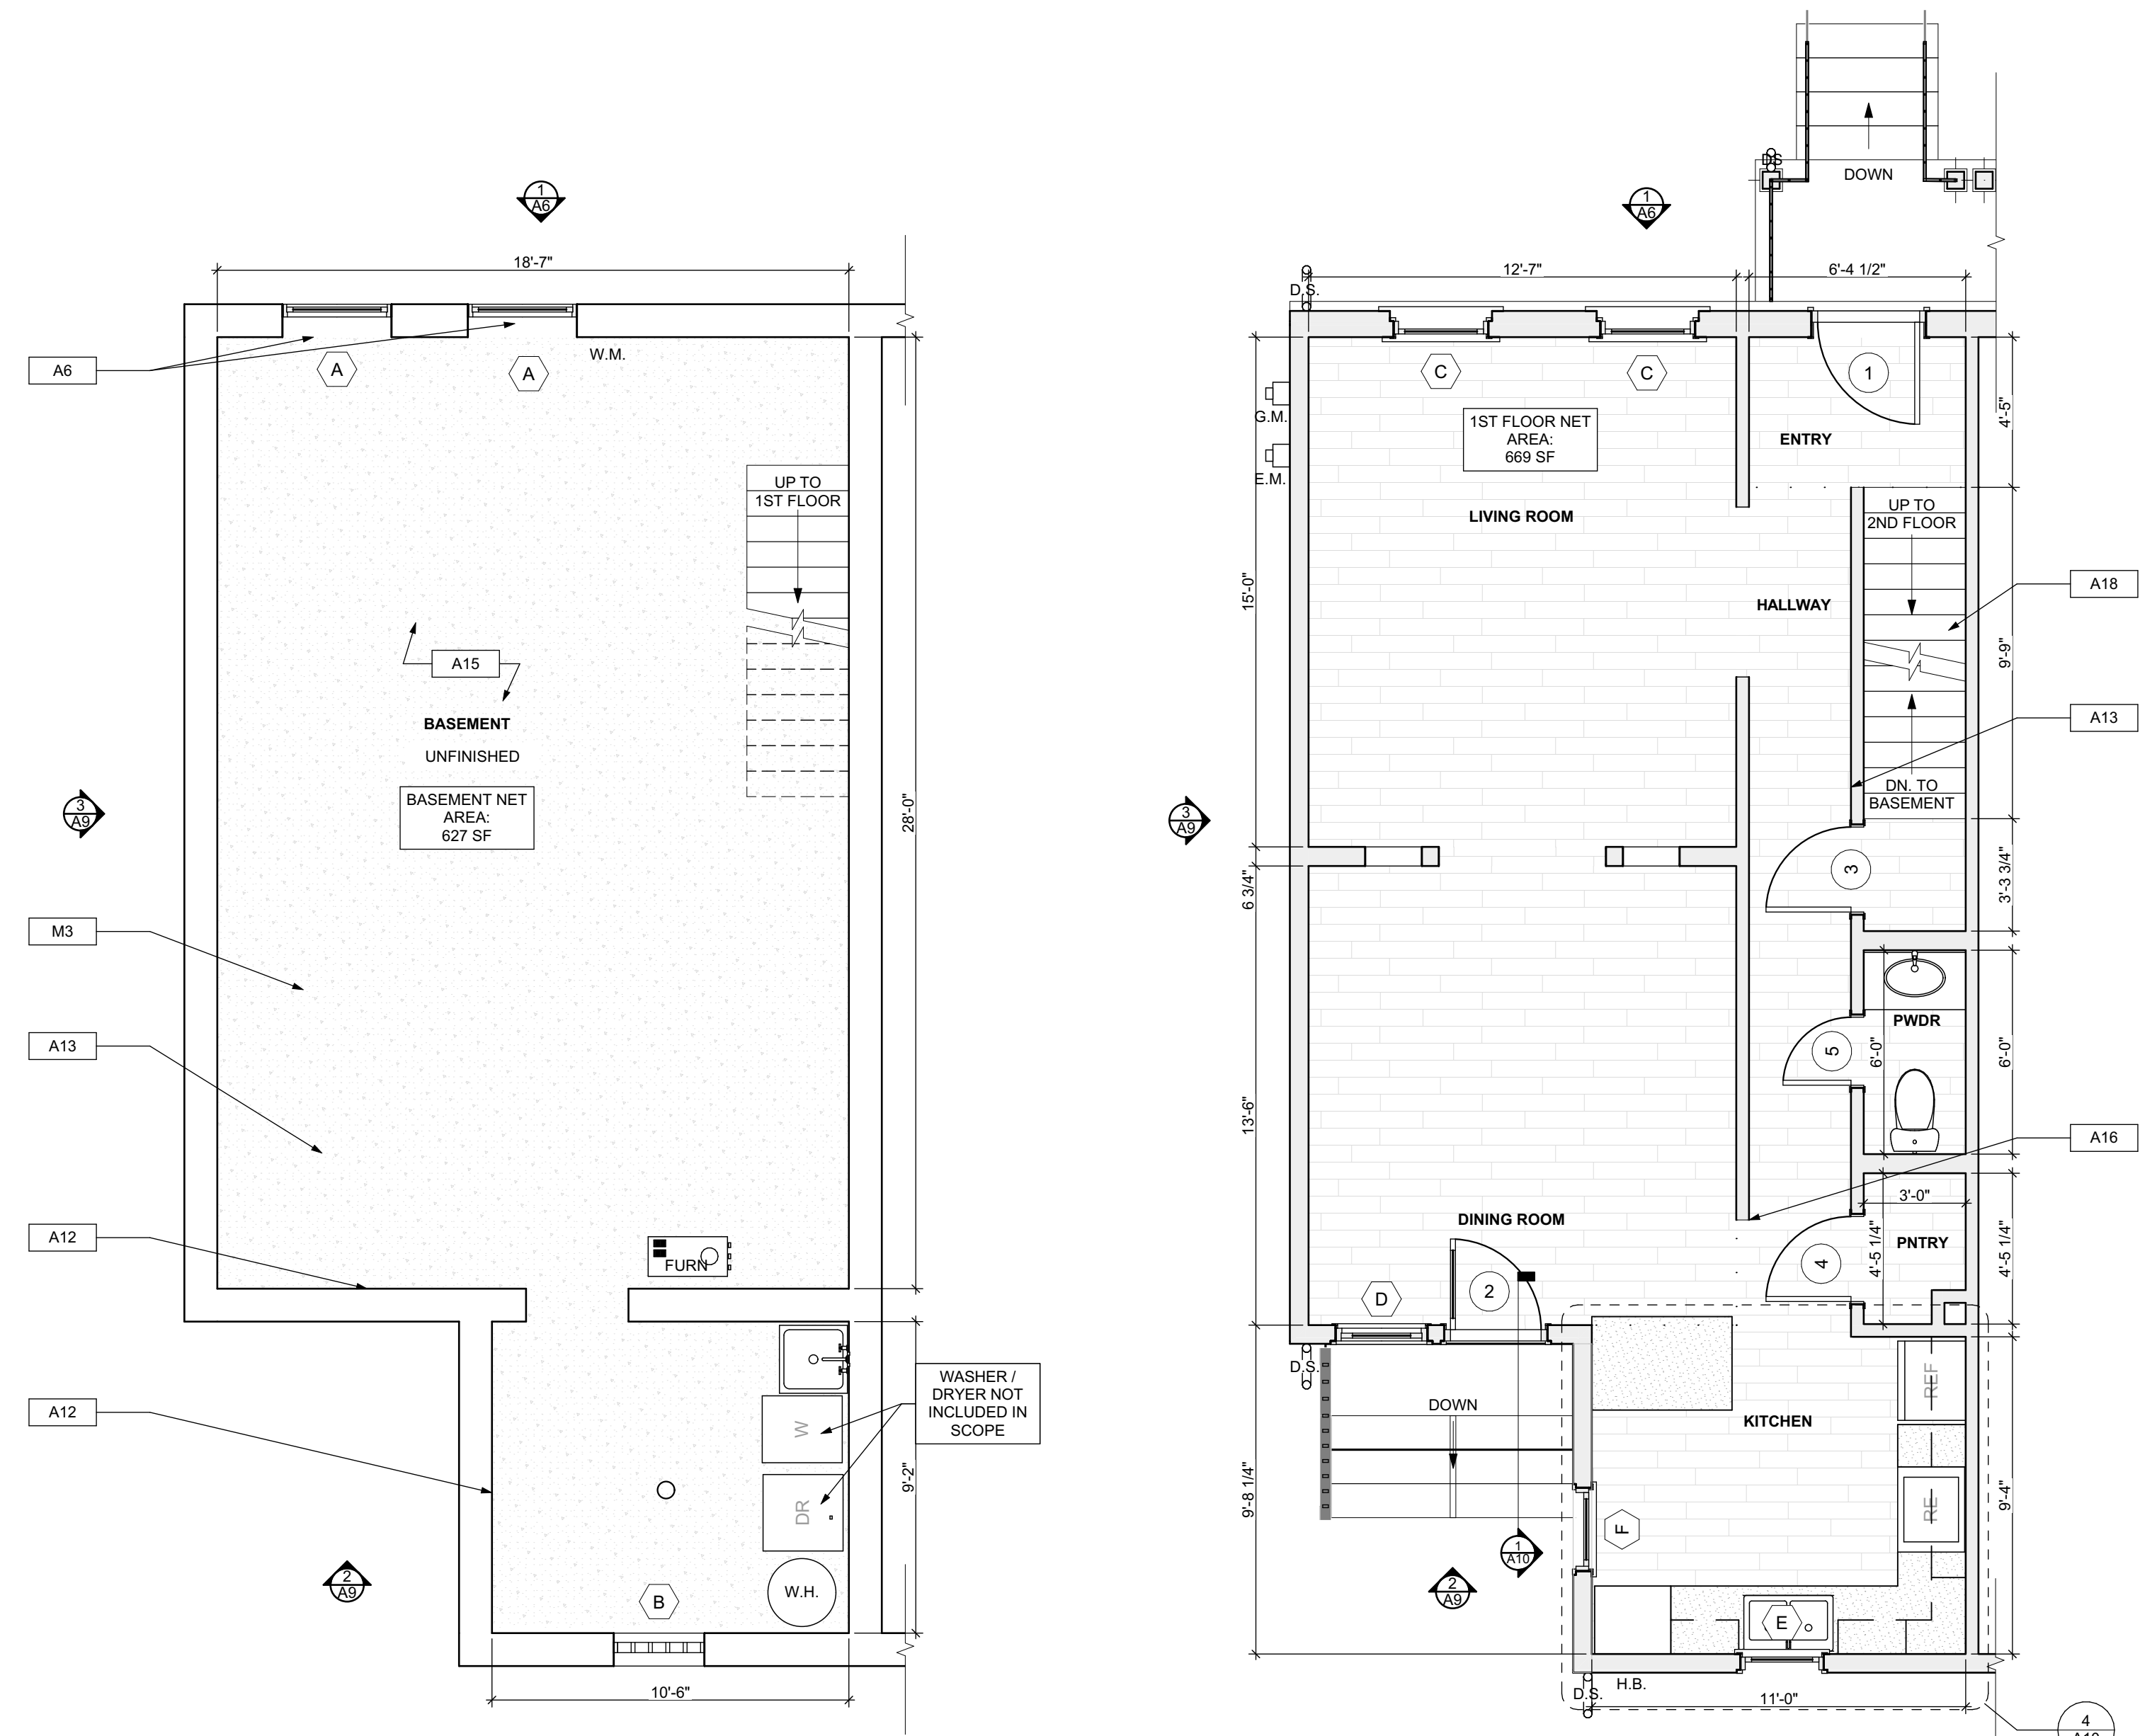 1
A6
18'-7"
A6
A
A
W.M.
UP TO
1ST FLOOR
A15
BASEMENT
UNFINISHED
BASEMENT NET
AREA:
627 SF
3
A9
28'-0"
M3
A13
A12
FURN
A12
WASHER /
DRYER NOT
INCLUDED IN
SCOPE
W
DR
9'-2"
W.H.
B
2
A9
10'-6"
DOWN
1
A6
12'-7"
6'-4 1/2"
D.S.
C
C
1
G.M.
E.M.
1ST FLOOR NET
AREA:
669 SF
ENTRY
4'-5"
LIVING ROOM
UP TO
2ND FLOOR
HALLWAY
15'-0"
A18
9'-9"
A13
DN. TO
BASEMENT
3
A9
6 3/4"
3
3'-3 3/4"
PWDR
5
6'-0"
6'-0"
13'-6"
A16
3'-0"
DINING ROOM
PNTRY
4
4'-5 1/4"
4'-5 1/4"
D
2
D.S.
DOWN
REF
KITCHEN
9'-8 1/4"
RE
9'-4"
F
1
A10
2
A9
E
D.S.
H.B.
11'-0"
4